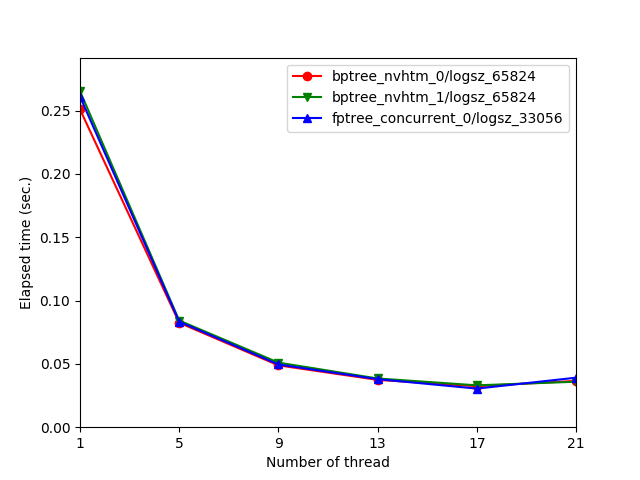 bptree_nvhtm_0/logsz_65824
bptree_nvhtm_1/logsz_65824
fptree_concurrent_0/logsz_33056
Elapsed time (sec.)
0.25
0.20
0.15
0.10
0.05
0.00
1 5 9 13 17 21
Number of thread